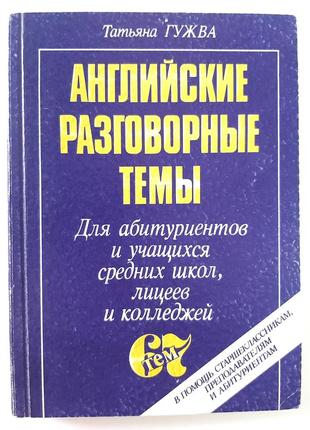 Татьяна ГУЖВА
АНГЛИЙСКИЕ
РАЗГОВОРНЫЕ
ТЕМЫ
Для абитуриентов
и учащихся
средних школ,
лицеев
и колледжей
67
тем
В ПОМОЩЬ СТАРШЕКЛАССНИКАМ,
ПРЕПОДАВАТЕЛЯМ
И АБИТУРИЕНТАМ